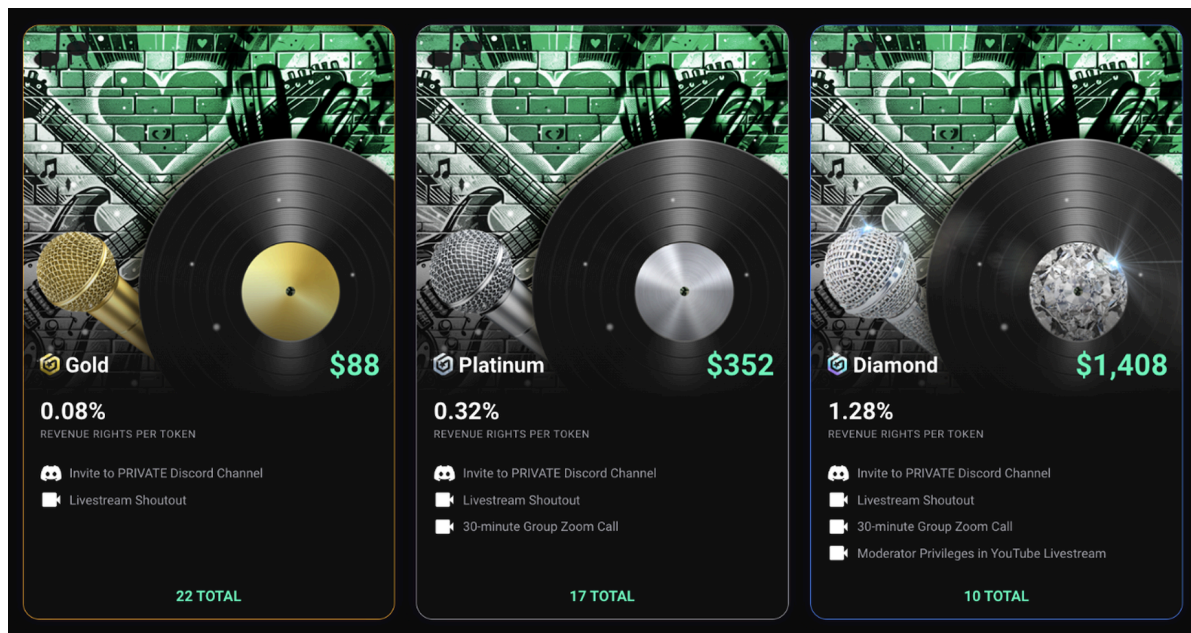 Gold
$88
0.08%
REVENUE RIGHTS PER TOKEN
Invite to PRIVATE Discord Channel
Livestream Shoutout
22 TOTAL
Platinum
$352
0.32%
REVENUE RIGHTS PER TOKEN
Invite to PRIVATE Discord Channel
Livestream Shoutout
30-minute Group Zoom Call
17 TOTAL
Diamond
$1,408
1.28%
REVENUE RIGHTS PER TOKEN
Invite to PRIVATE Discord Channel
Livestream Shoutout
30-minute Group Zoom Call
Moderator Privileges in YouTube Livestream
10 TOTAL